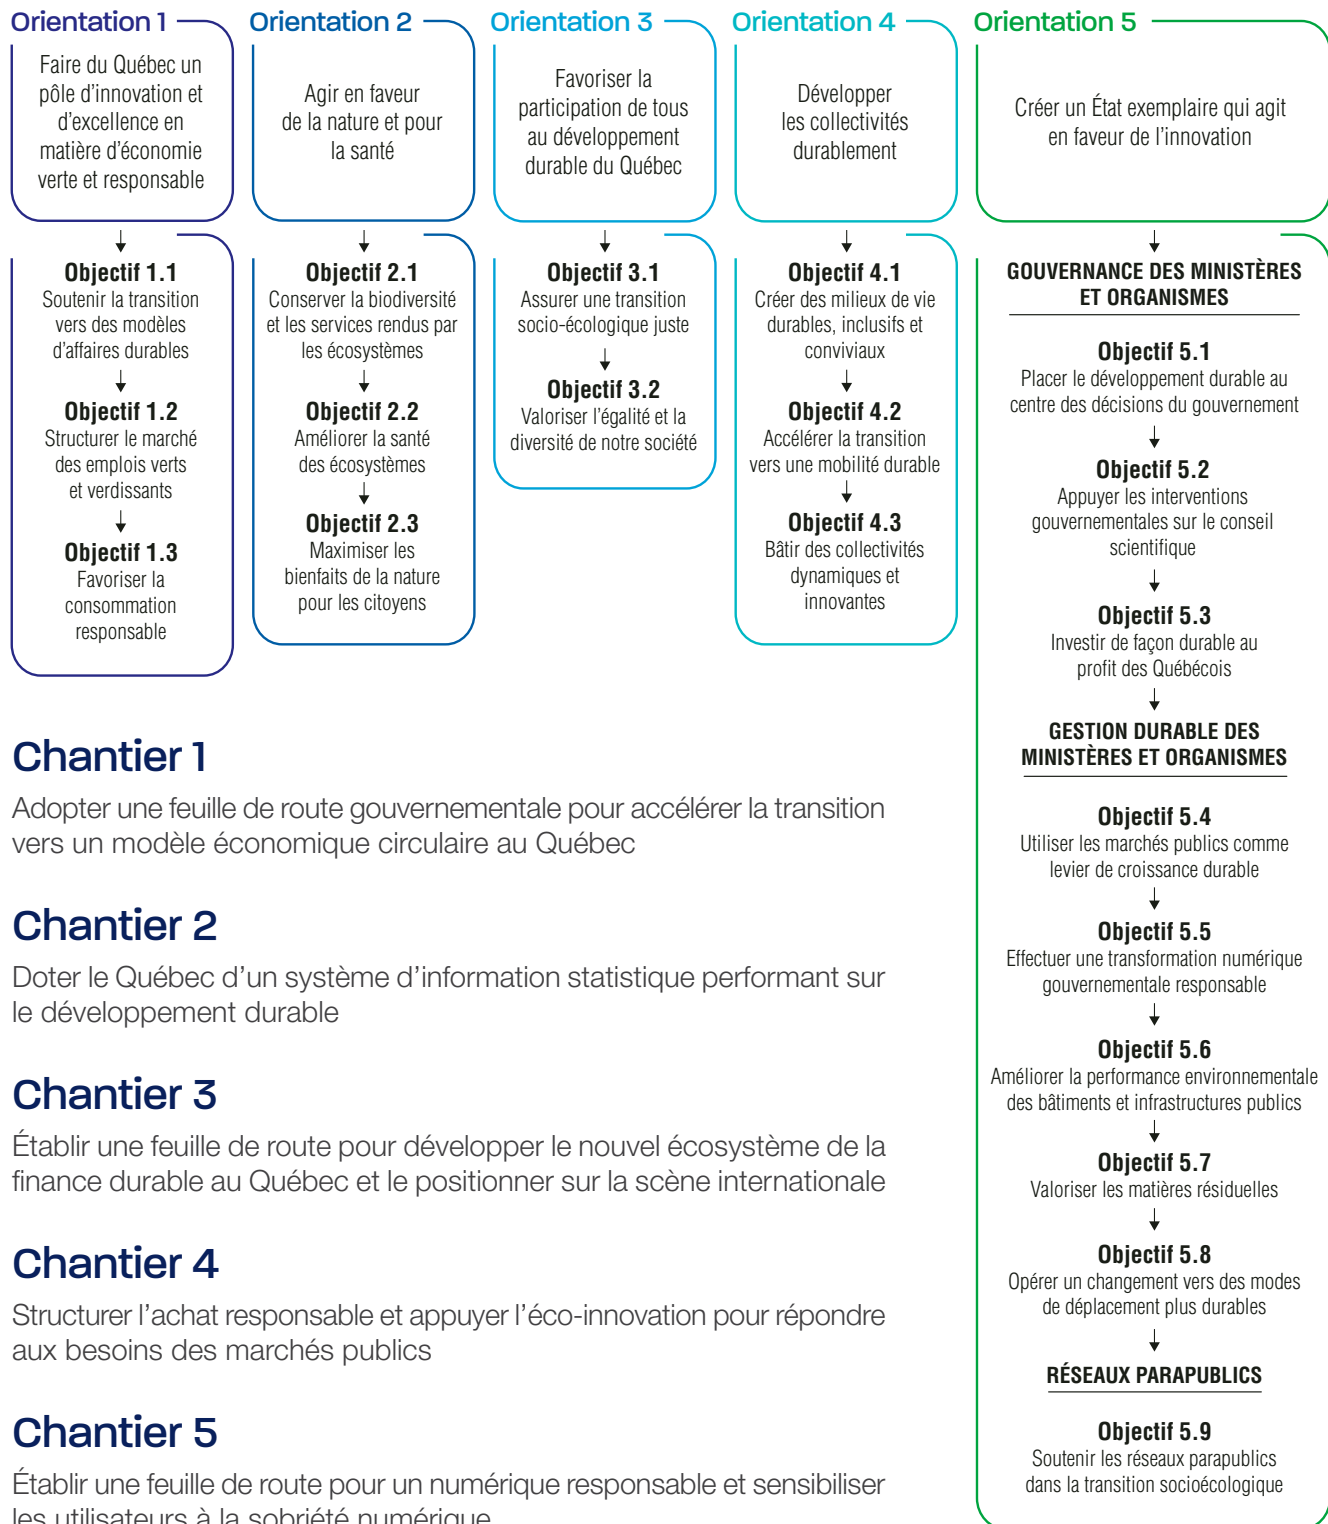 Orientation 1
Faire du Québec un
pôle d'innovation et
d'excellence en
matière d'économie
verte et responsable
Objectif 1.1
Soutenir la transition
vers des modèles
d'affaires durables
Objectif 1.2
Structurer le marché
des emplois verts
et verdissants
Objectif 1.3
Favoriser la
consommation
responsable
Orientation 2
Agir en faveur
de la nature et pour
la santé
Objectif 2.1
Conserver la biodiversité
et les services rendus par
les écosystèmes
Objectif 2.2
Améliorer la santé
des écosystèmes
Objectif 2.3
Maximiser les
bienfaits de la nature
pour les citoyens
Orientation 3
Favoriser la
participation de tous
au développement
durable du Québec
Objectif 3.1
Assurer une transition
socio-écologique juste
Objectif 3.2
Valoriser l'égalité et la
diversité de notre société
Orientation 4
Développer
les collectivités
durablement
Objectif 4.1
Créer des milieux de vie
durables, inclusifs et
conviviaux
Objectif 4.2
Accélérer la transition
vers une mobilité durable
Objectif 4.3
Bâtir des collectivités
dynamiques et
innovantes
Orientation 5
Créer un État exemplaire qui agit
en faveur de l'innovation
GOUVERNANCE DES MINISTÈRES
ET ORGANISMES
Objectif 5.1
Placer le développement durable au
centre des décisions du gouvernement
Objectif 5.2
Appuyer les interventions
gouvernementales sur le conseil
scientifique
Objectif 5.3
Investir de façon durable au
profit des Québécois
GESTION DURABLE DES
MINISTÈRES ET ORGANISMES
Objectif 5.4
Utiliser les marchés publics comme
levier de croissance durable
Objectif 5.5
Effectuer une transformation numérique
gouvernementale responsable
Objectif 5.6
Améliorer la performance environnementale
des bâtiments et infrastructures publics
Objectif 5.7
Valoriser les matières résiduelles
Objectif 5.8
Opérer un changement vers des modes
de déplacement plus durables
RÉSEAUX PARAPUBLICS
Objectif 5.9
Soutenir les réseaux parapublics
dans la transition socioécologique
Chantier 1
Adopter une feuille de route gouvernementale pour accélérer la transition
vers un modèle économique circulaire au Québec
Chantier 2
Doter le Québec d'un système d'information statistique performant sur
le développement durable
Chantier 3
Établir une feuille de route pour développer le nouvel écosystème de la
finance durable au Québec et le positionner sur la scène internationale
Chantier 4
Structurer l'achat responsable et appuyer l'éco-innovation pour répondre
aux besoins des marchés publics
Chantier 5
Établir une feuille de route pour un numérique responsable et sensibiliser
les utilisateurs à la sobriété numérique